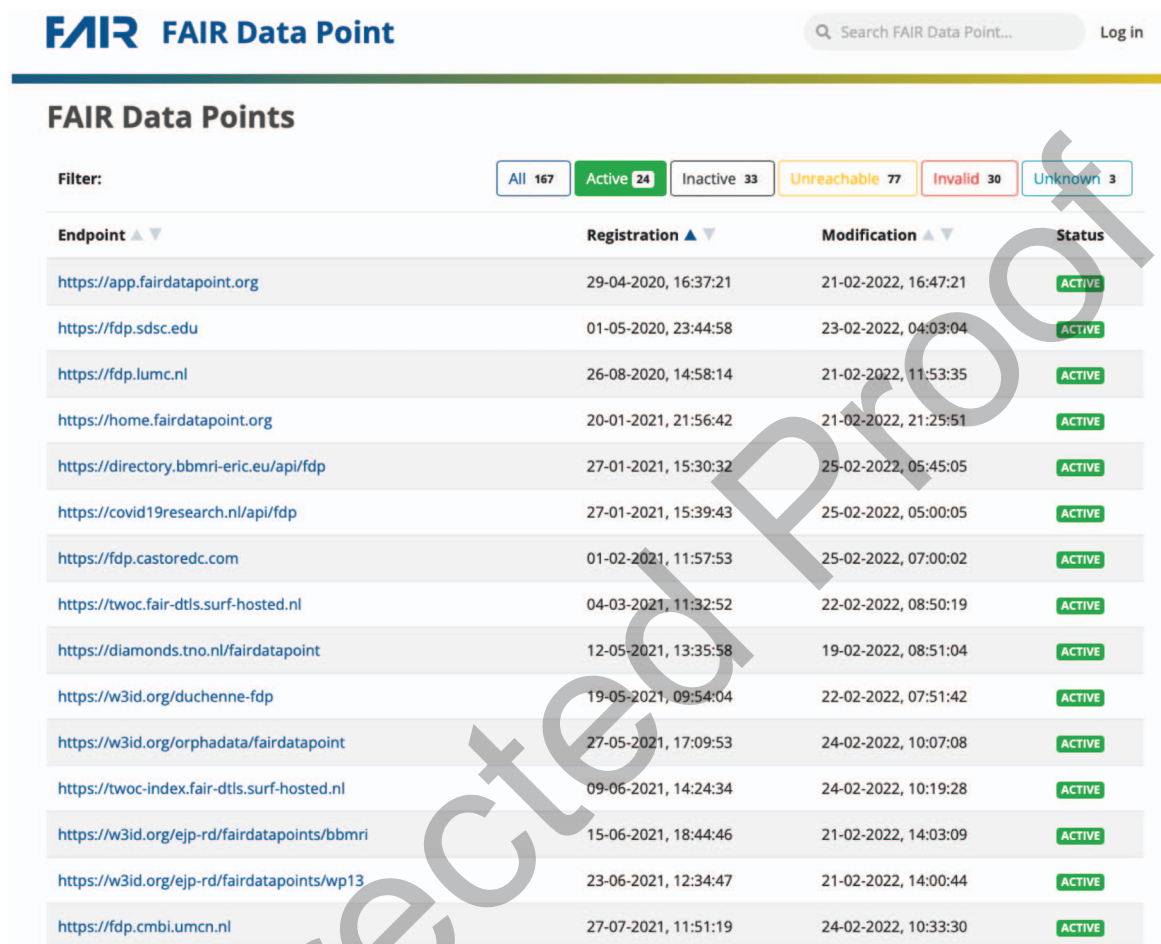 FAIR FAIR Data Point Search FAIR Data Point... Log in
FAIR Data Points
Filter: All 167 Active 24 Inactive 33 Unreachable 77 Invalid 30 Unknown 3
Endpoint Registration Modification Status
https://app.fairdatapoint.org 29-04-2020, 16:37:21 21-02-2022, 16:47:21 ACTIVE
https://fdp.sdsc.edu 01-05-2020, 23:44:58 23-02-2022, 04:03:04 ACTIVE
https://fdp.lumc.nl 26-08-2020, 14:58:14 21-02-2022, 11:53:35 ACTIVE
https://home.fairdatapoint.org 20-01-2021, 21:56:42 21-02-2022, 21:25:51 ACTIVE
https://directory.bbmri-eric.eu/api/fdp 27-01-2021, 15:30:32 25-02-2022, 05:45:05 ACTIVE
https://covid19research.nl/api/fdp 27-01-2021, 15:39:43 25-02-2022, 05:00:05 ACTIVE
https://fdp.castoredc.com 01-02-2021, 11:57:53 25-02-2022, 07:00:02 ACTIVE
https://twoc.fair-dtls.surf-hosted.nl 04-03-2021, 11:32:52 22-02-2022, 08:50:19 ACTIVE
https://diamonds.tno.nl/fairdatapoint 12-05-2021, 13:35:58 19-02-2022, 08:51:04 ACTIVE
https://w3id.org/duchenne-fdp 19-05-2021, 09:54:04 22-02-2022, 07:51:42 ACTIVE
https://w3id.org/orphadata/fairdatapoint 27-05-2021, 17:09:53 24-02-2022, 10:07:08 ACTIVE
https://twoc-index.fair-dtls.surf-hosted.nl 09-06-2021, 14:24:34 24-02-2022, 10:19:28 ACTIVE
https://w3id.org/ejp-rd/fairdatapoints/bbmri 15-06-2021, 18:44:46 21-02-2022, 14:03:09 ACTIVE
https://w3id.org/ejp-rd/fairdatapoints/wp13 23-06-2021, 12:34:47 21-02-2022, 14:00:44 ACTIVE
https://fdp.cmbi.umcn.nl 27-07-2021, 11:51:19 24-02-2022, 10:33:30 ACTIVE
ected Proof